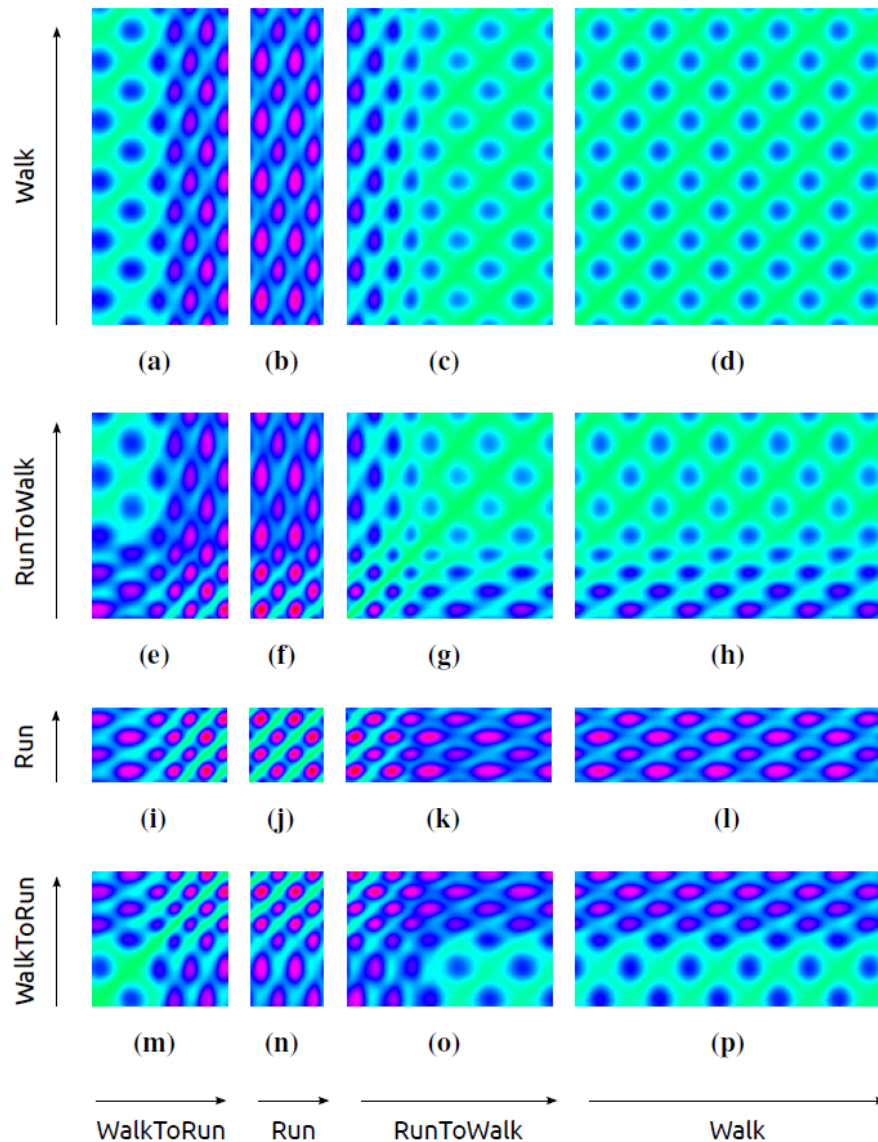 Walk
(a) (b) (c) (d)
RunToWalk
(e) (f) (g) (h)
Run
(i) (j) (k) (l)
WalkToRun
(m) (n) (o) (p)
WalkToRun Run RunToWalk Walk